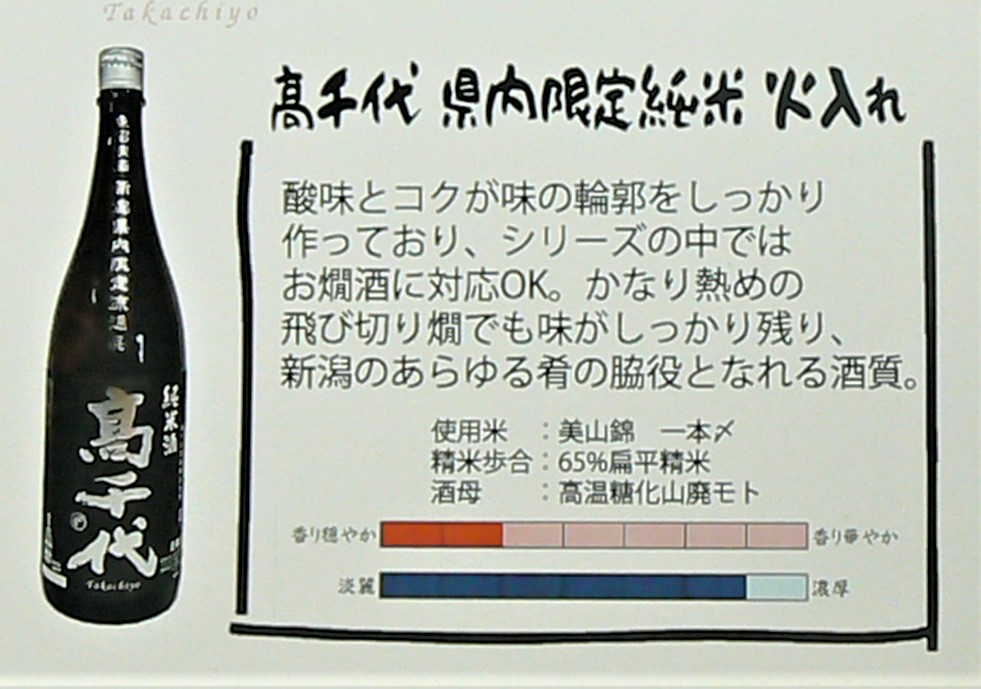 Takachiyo
髙千代 県内限定純米 火入れ
酸味とコクが味の輪郭をしっかり
作っており、シリーズの中では
お燗酒に対応OK。かなり熱めの
飛び切り燗でも味がしっかり残り、
新潟のあらゆる肴の脇役となれる酒質。
使用米　：美山錦　一本〆
精米歩合：65%扁平精米
酒母　　：高温糖化山廃モト
香り穏やか
香り華やか
淡麗
濃厚
純米酒
髙千代
Takachiyo